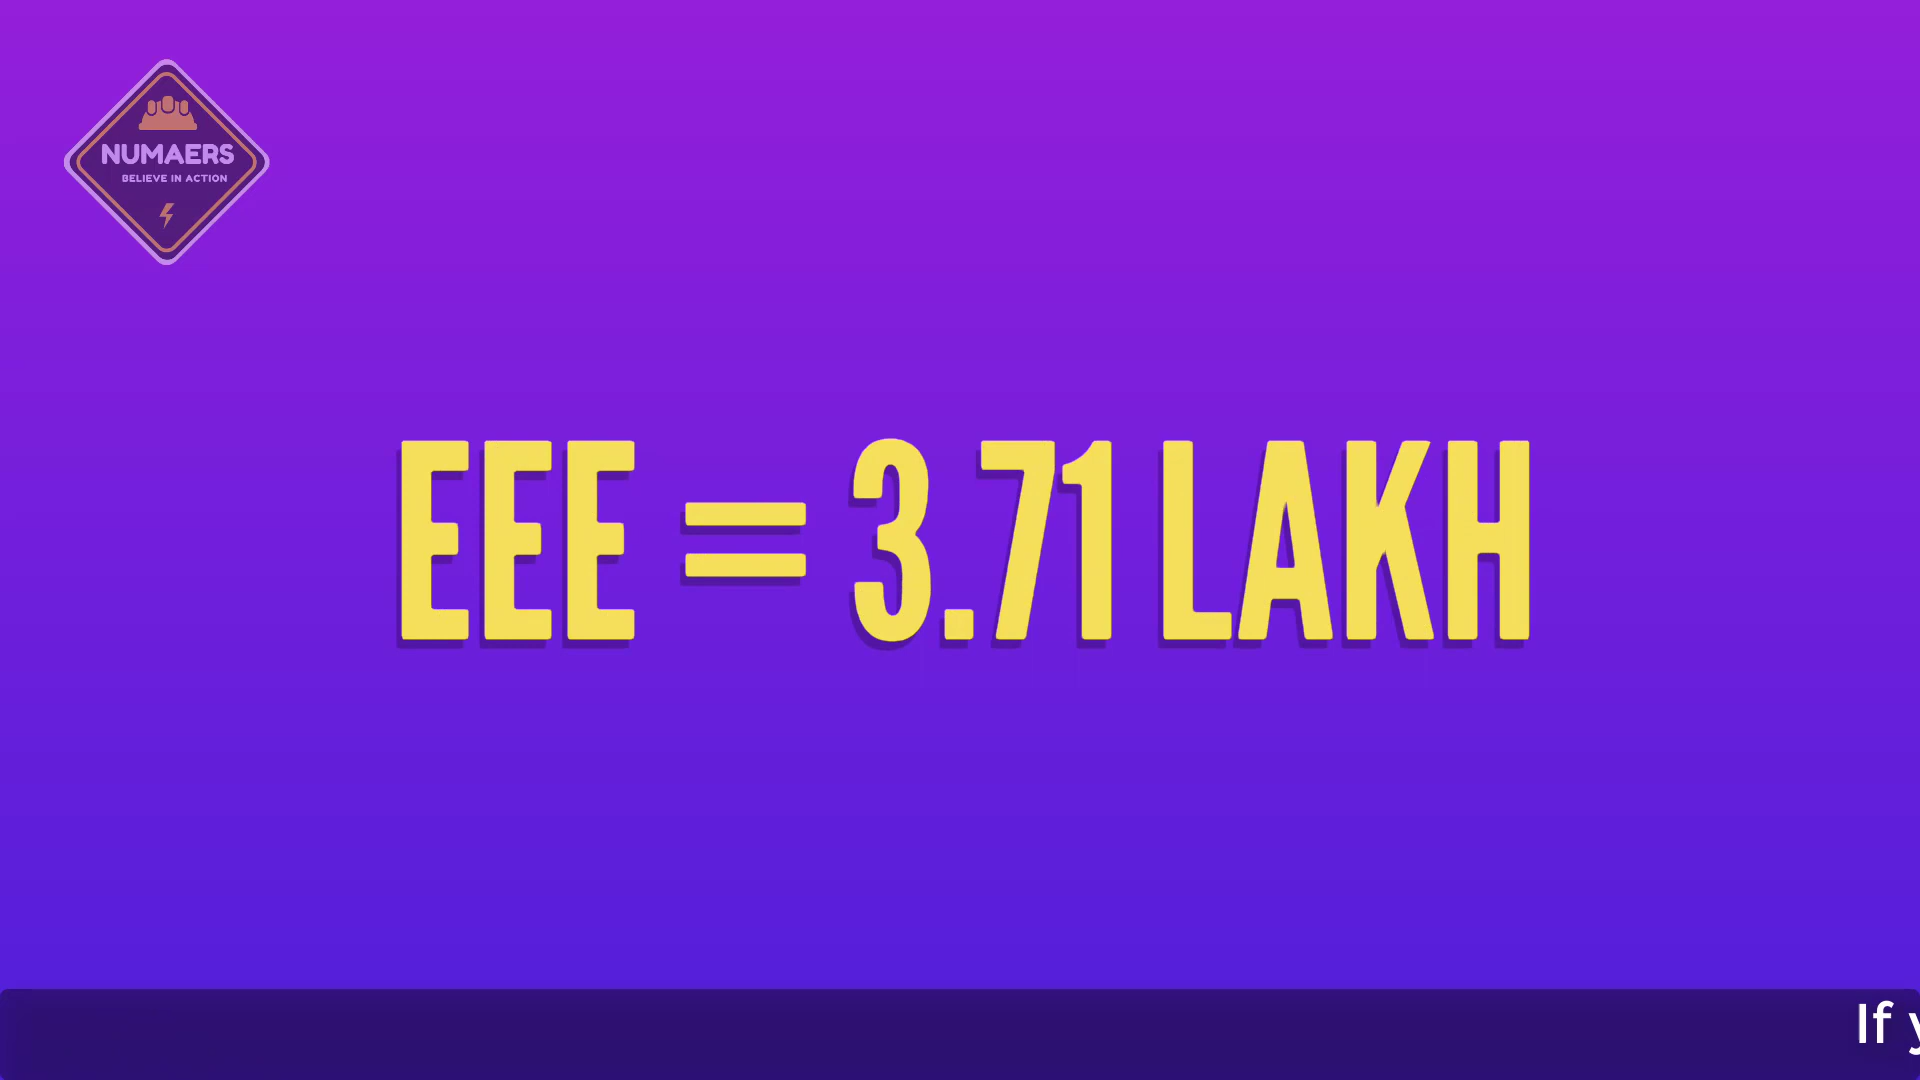 NUMAERS
BELIEVE IN ACTION
EEE = 3.71 LAKH
If